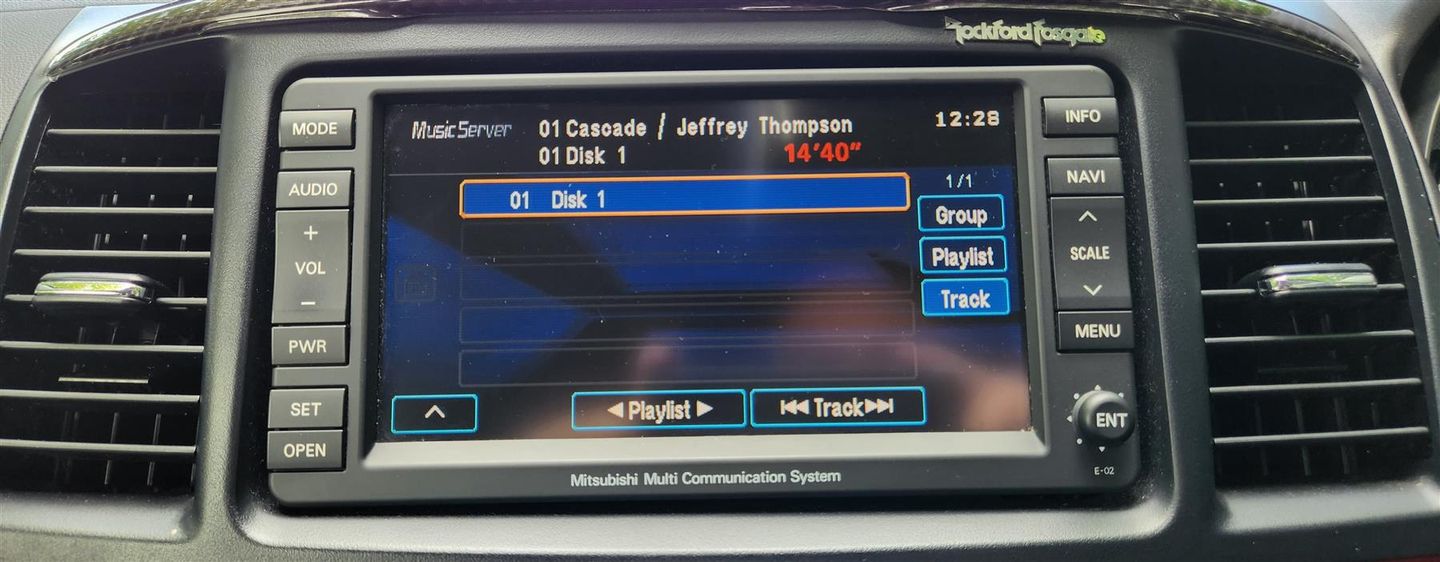 Rockford Fosgate
MODE
AUDIO
+
VOL
−
PWR
SET
OPEN
MusicServer
01 Cascade / Jeffrey Thompson
12:28
01 Disk 1
14'40"
01 Disk 1
1/1
Group
Playlist
Track
◀ Playlist ▶
⏮ Track ⏭
INFO
NAVI
SCALE
MENU
ENT
E-02
Mitsubishi Multi Communication System